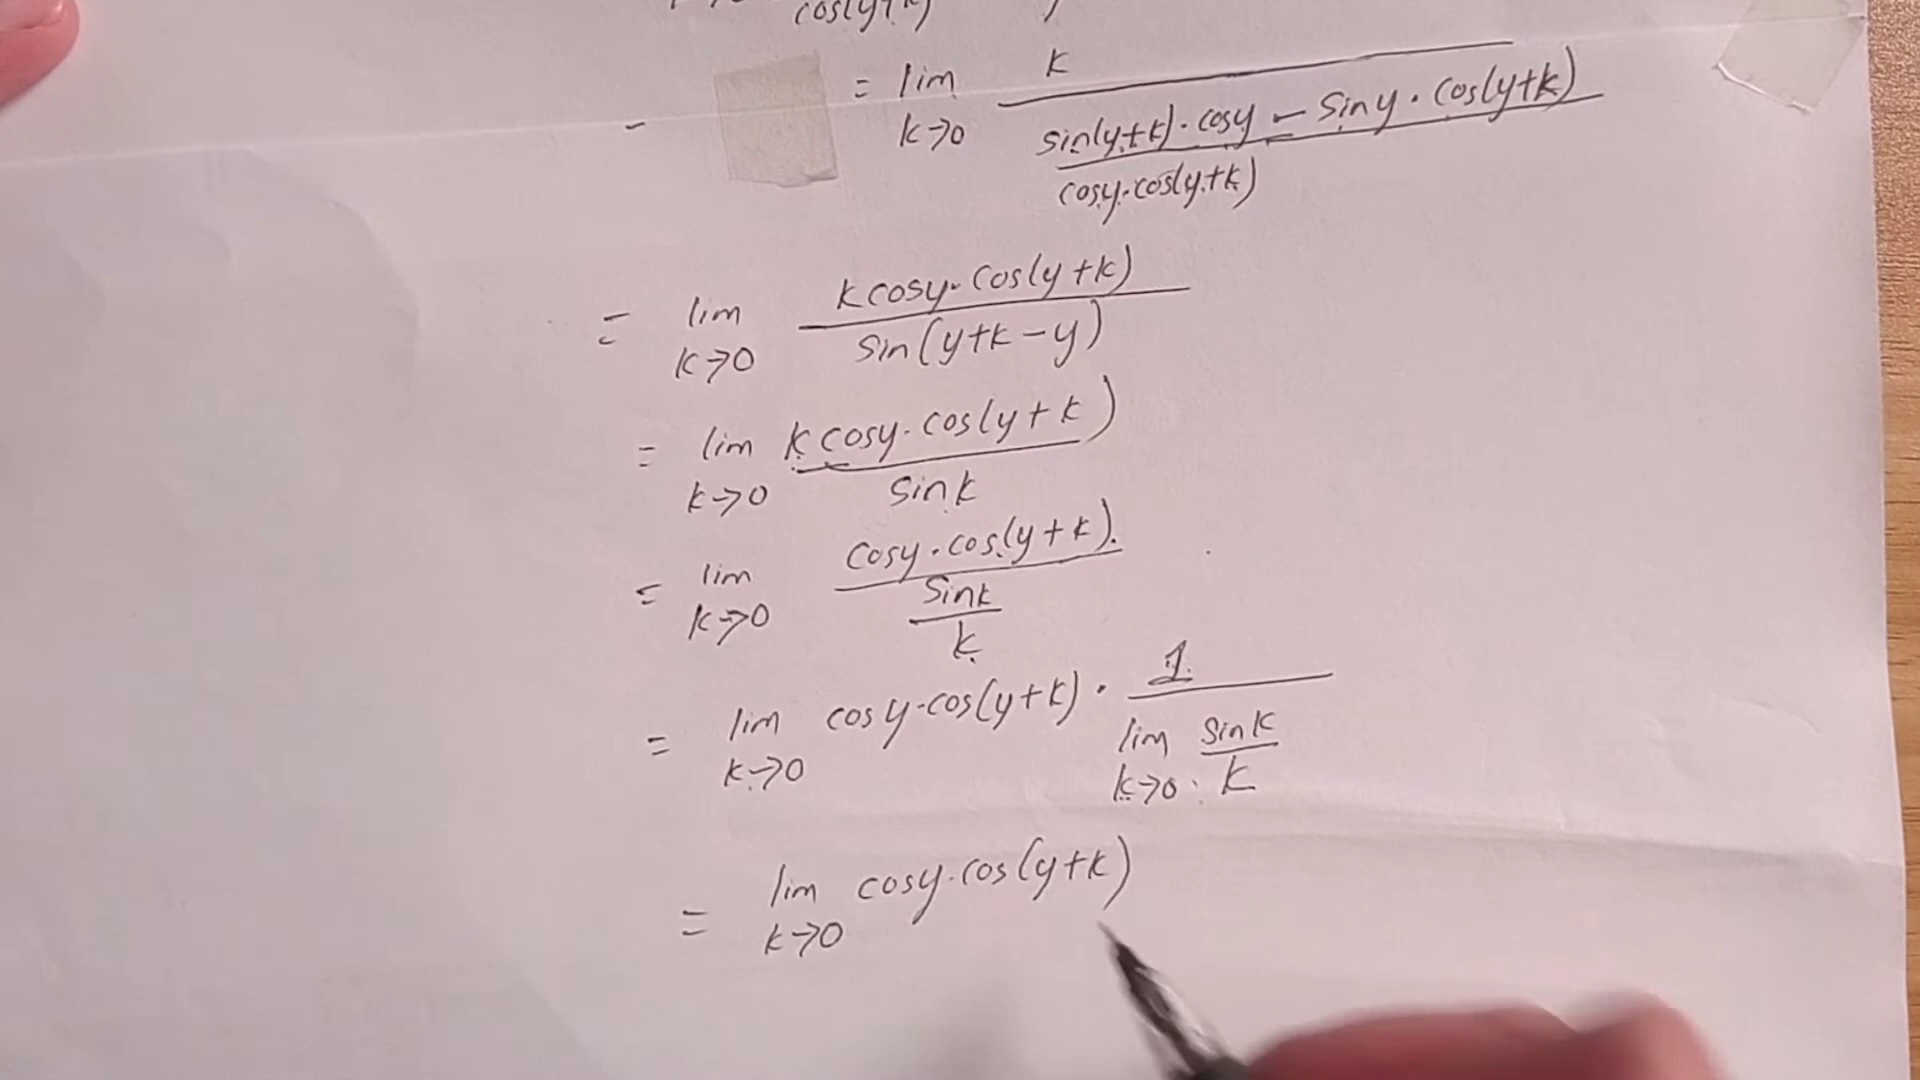 cos(y+k)
= lim k
k→0 sin(y+k)·cosy - siny·cos(y+k)
cosy·cos(y+k)
= lim kcosy·cos(y+k)
k→0 sin(y+k-y)
= lim kcosy·cos(y+k)
k→0 sink
= lim cosy·cos(y+k)
k→0 sink
k
= lim cosy·cos(y+k) · 1
k→0 lim sink
k→0 k
= lim cosy·cos(y+k)
k→0